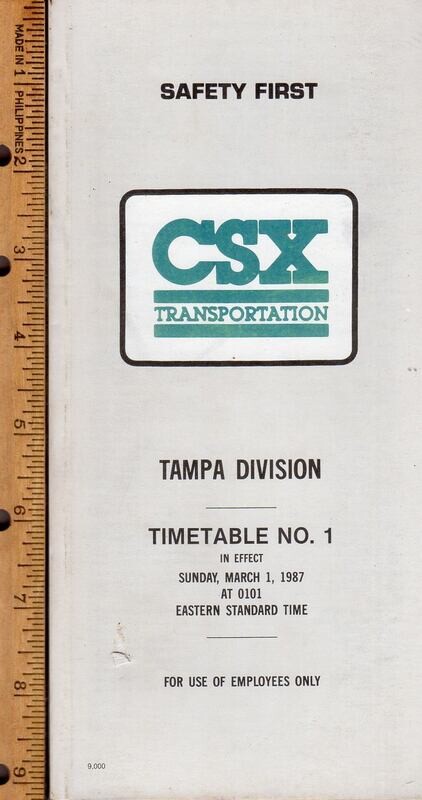 MADE IN PHILIPPINES
1
2
3
4
5
6
7
8
9
SAFETY FIRST
CSX
TRANSPORTATION
TAMPA DIVISION
TIMETABLE NO. 1
IN EFFECT
SUNDAY, MARCH 1, 1987
AT 0101
EASTERN STANDARD TIME
FOR USE OF EMPLOYEES ONLY
9,000